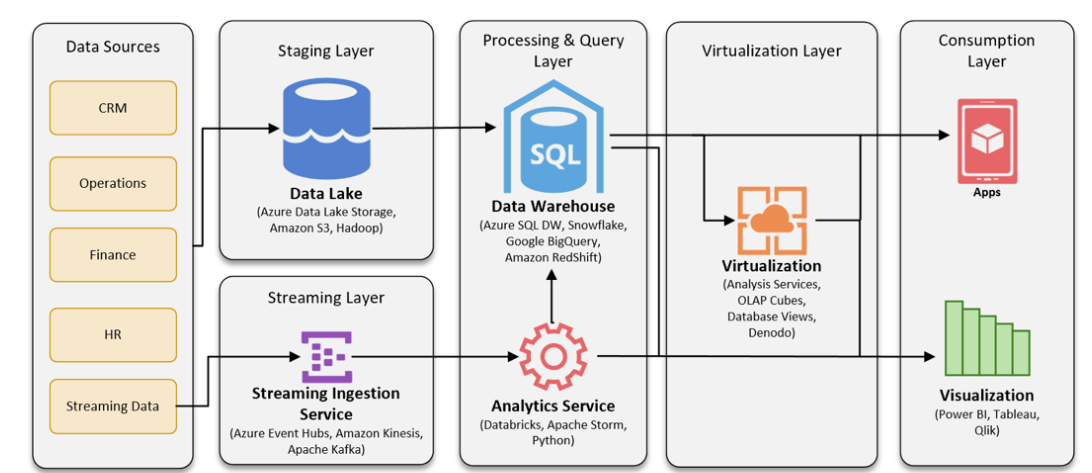 Data Sources
CRM
Operations
Finance
HR
Streaming Data
Staging Layer
Data Lake
(Azure Data Lake Storage,
Amazon S3, Hadoop)
Streaming Layer
Streaming Ingestion
Service
(Azure Event Hubs, Amazon Kinesis,
Apache Kafka)
Processing & Query
Layer
SQL
Data Warehouse
(Azure SQL DW, Snowflake,
Google BigQuery,
Amazon RedShift)
Analytics Service
(Databricks, Apache Storm,
Python)
Virtualization Layer
Virtualization
(Analysis Services,
OLAP Cubes,
Database Views,
Denodo)
Consumption
Layer
Apps
Visualization
(Power BI, Tableau,
Qlik)